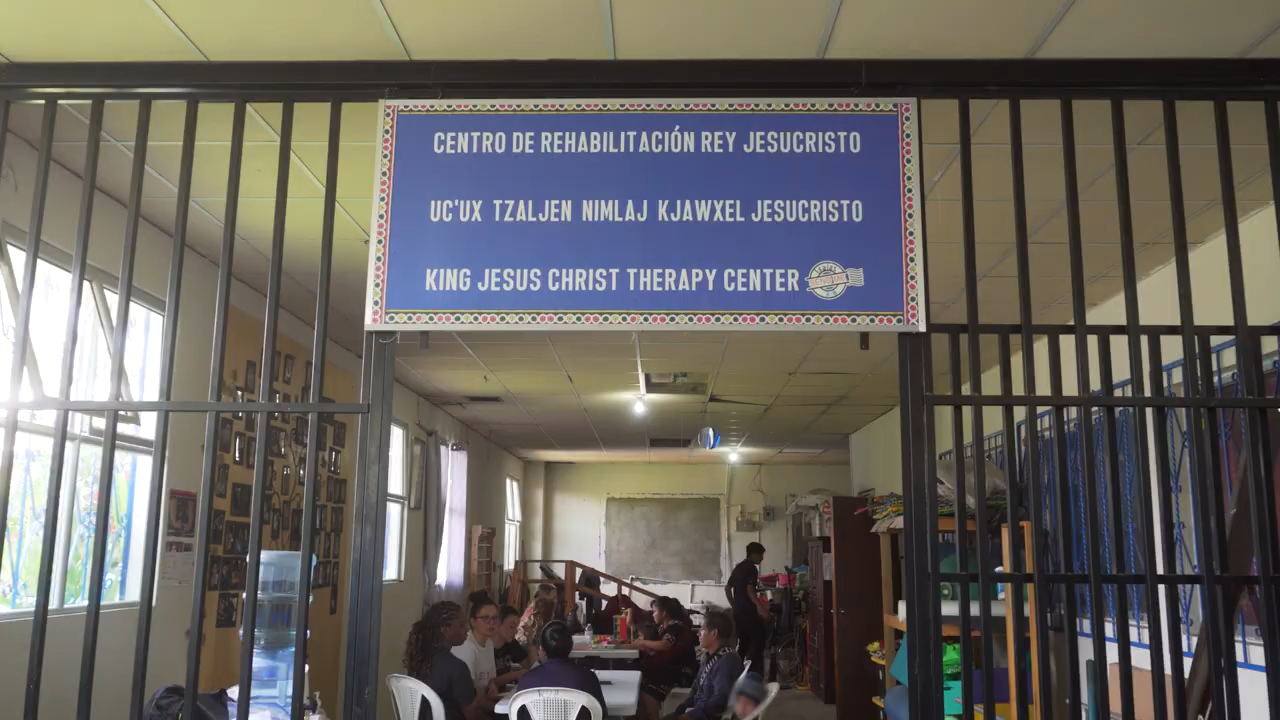 CENTRO DE REHABILITACIÓN REY JESUCRISTO
UC'UX TZALJEN NIMLAJ KJAWXEL JESUCRISTO
KING JESUS CHRIST THERAPY CENTER